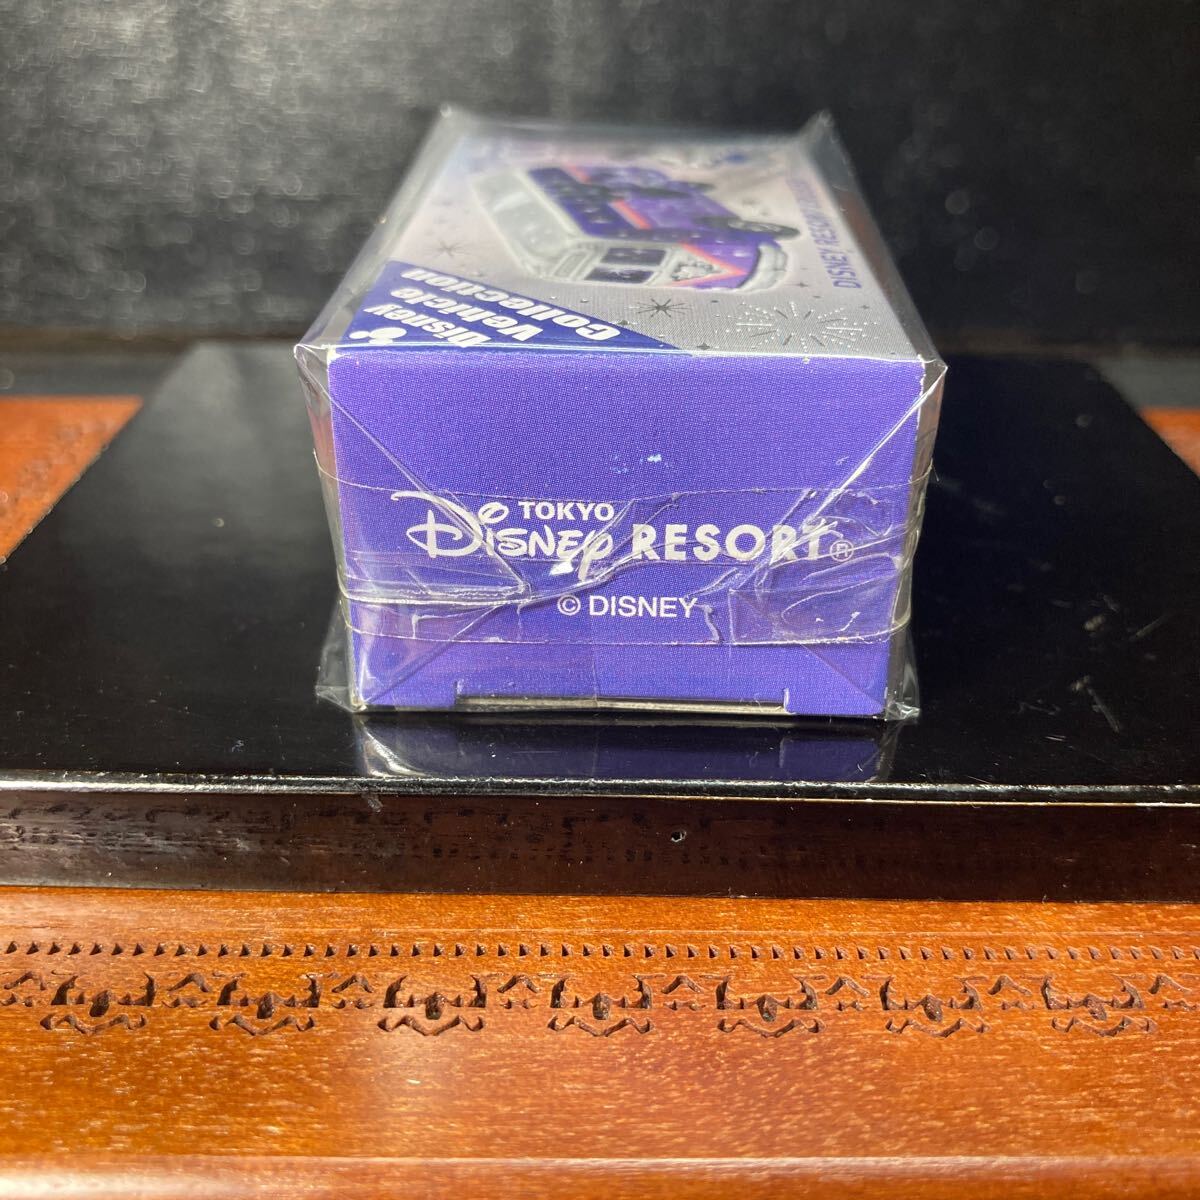 Disney
Vehicle
Collection
DISNEY RESORT
TOKYO
Disney RESORT®
© DISNEY